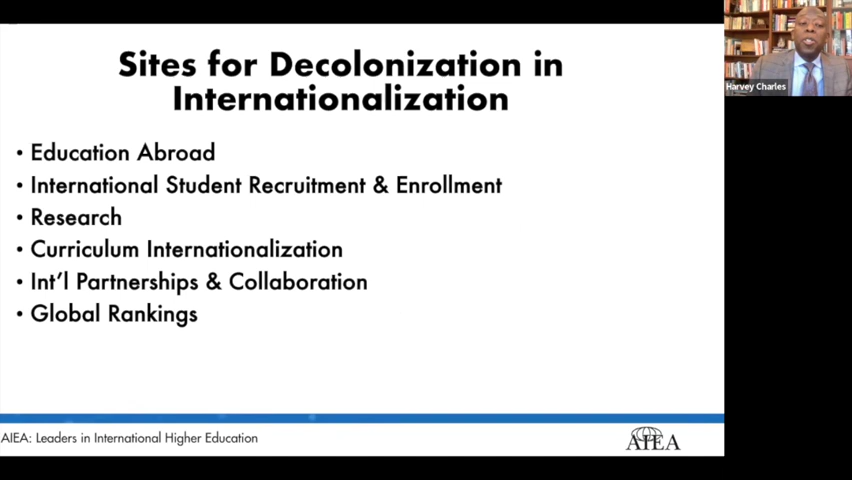 Sites for Decolonization in
Internationalization
• Education Abroad
• International Student Recruitment & Enrollment
• Research
• Curriculum Internationalization
• Int'l Partnerships & Collaboration
• Global Rankings
AIEA: Leaders in International Higher Education
AIEA
Harvey Charles